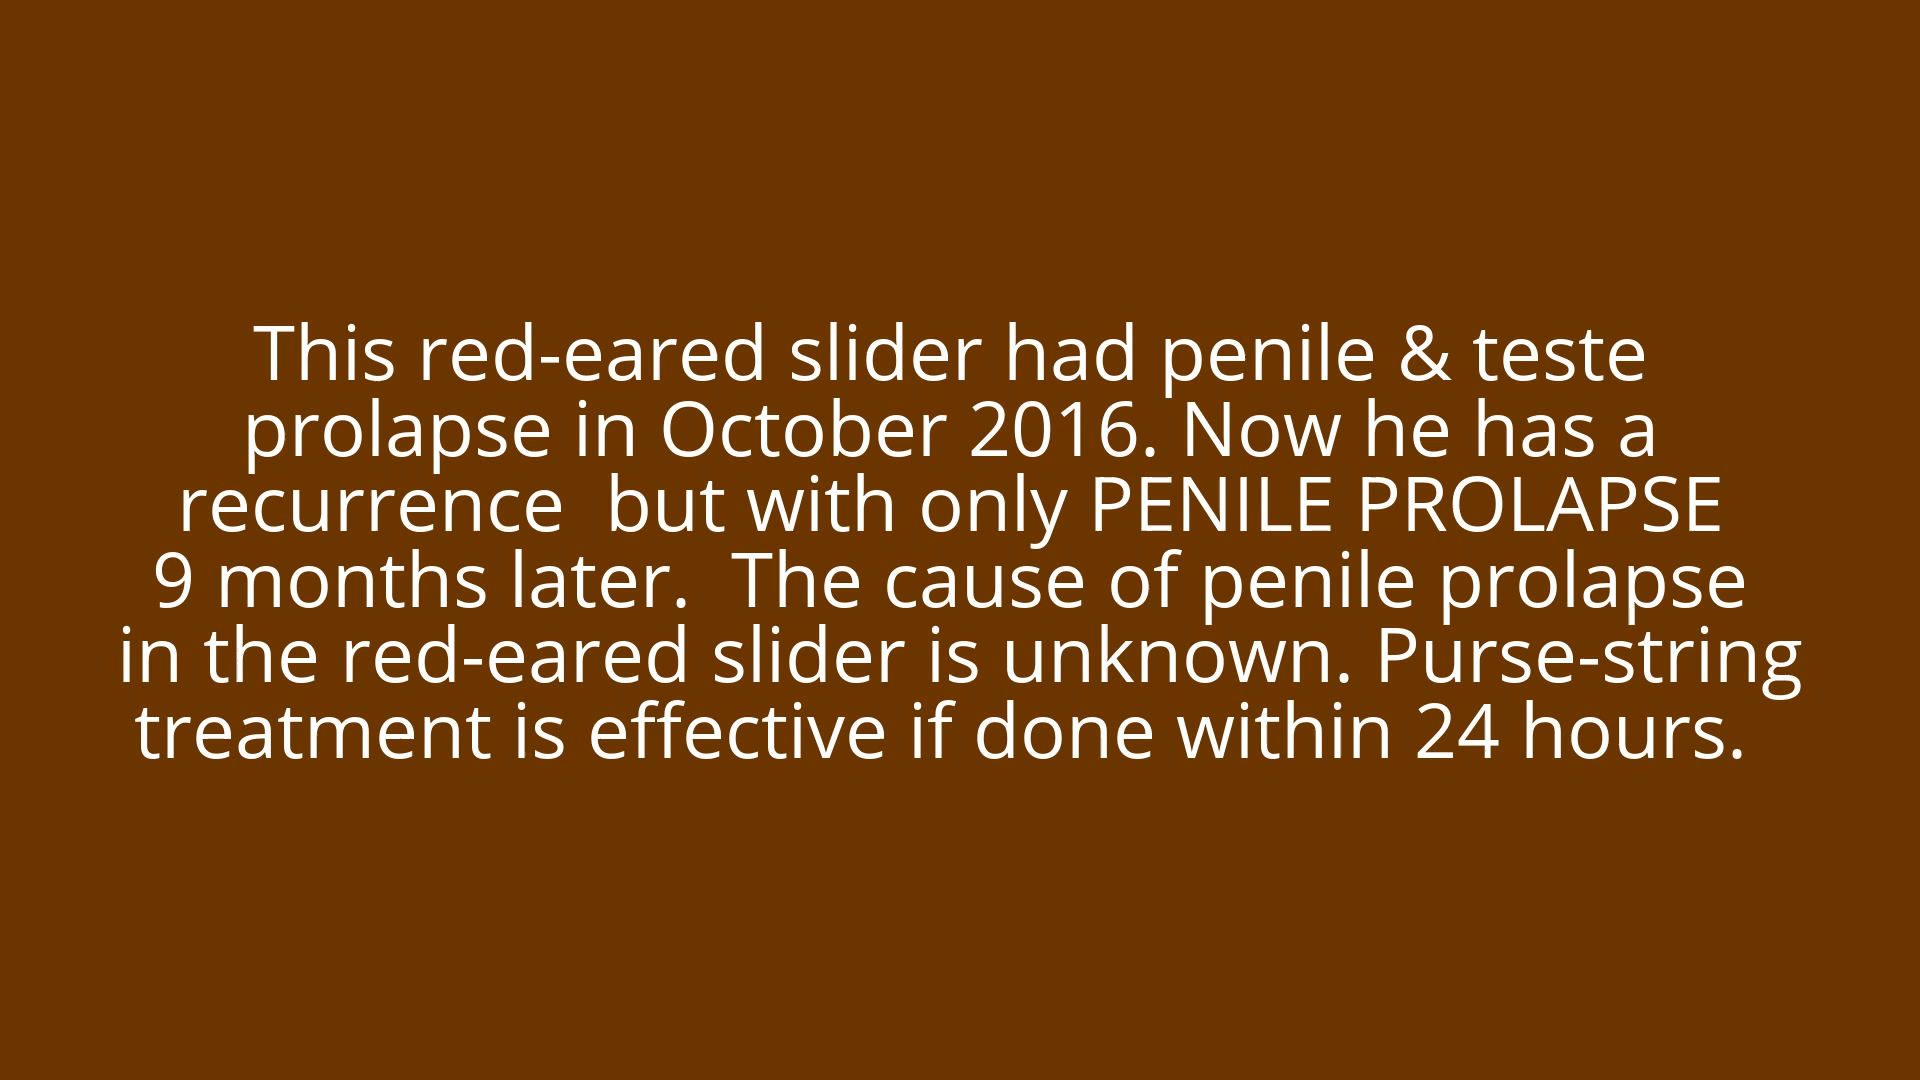 This red-eared slider had penile & teste
prolapse in October 2016. Now he has a
recurrence  but with only PENILE PROLAPSE
9 months later.  The cause of penile prolapse
in the red-eared slider is unknown. Purse-string
treatment is effective if done within 24 hours.